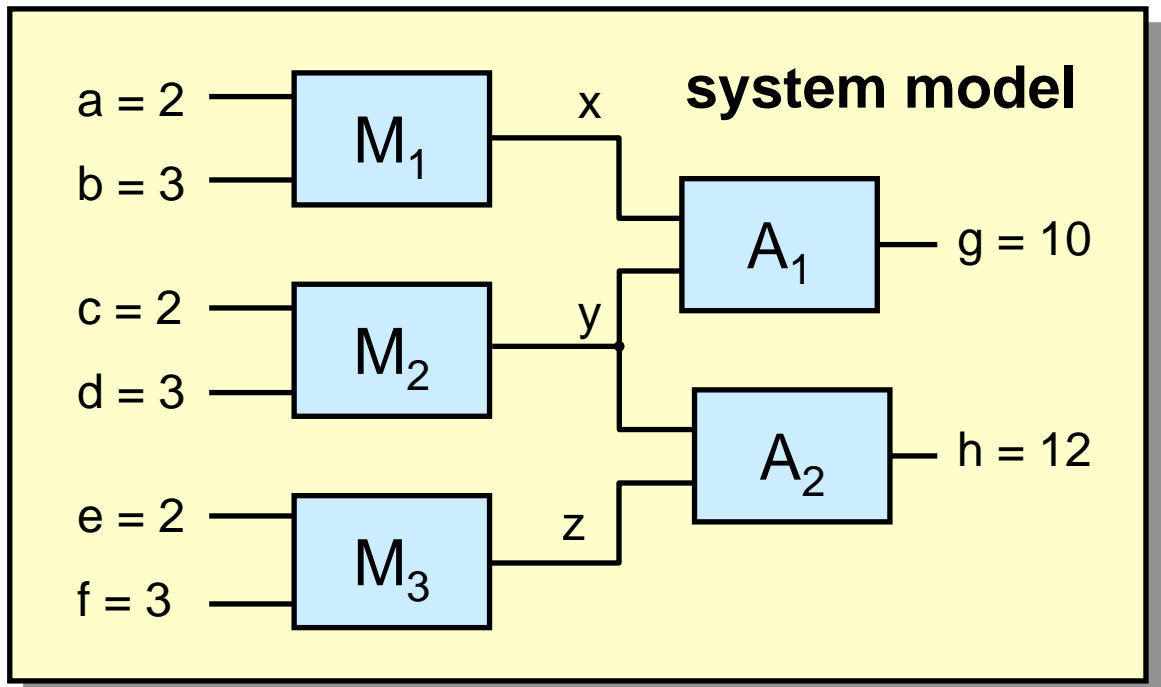 system model
a = 2
b = 3
M₁
x
c = 2
d = 3
M₂
y
e = 2
f = 3
M₃
z
A₁
g = 10
A₂
h = 12